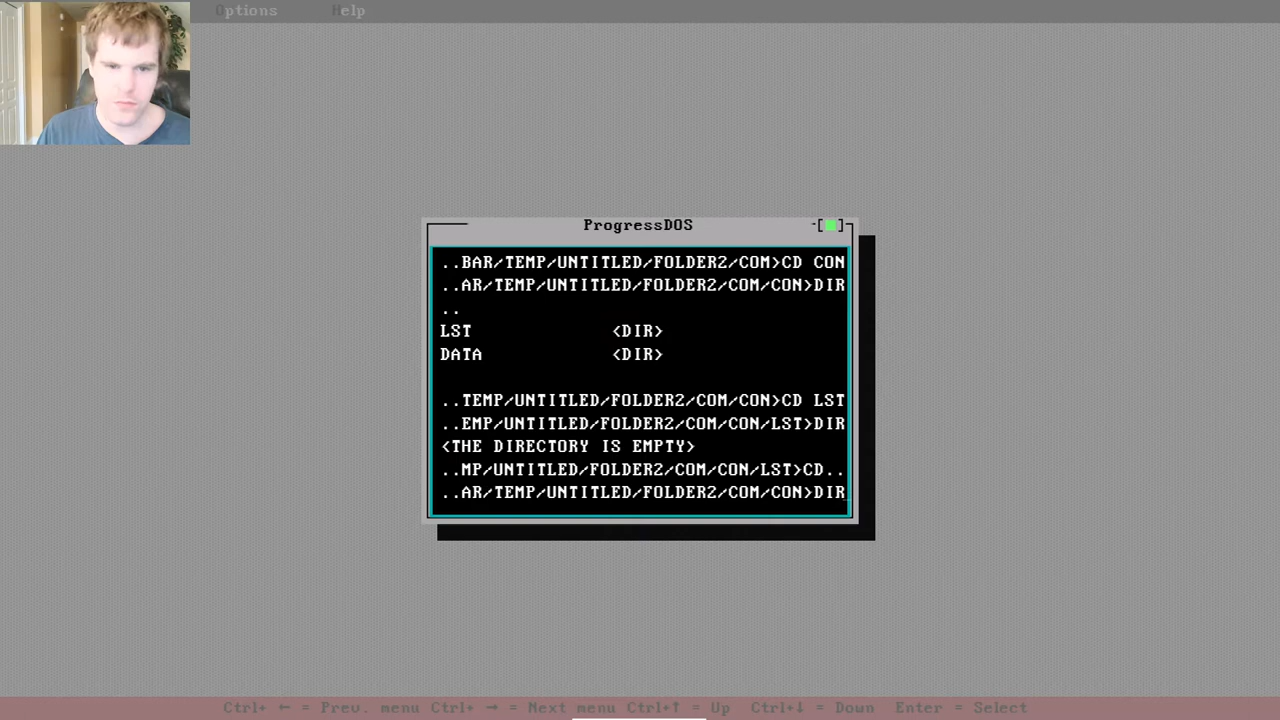 Options Help
ProgressDOS
-[■]
..BAR/TEMP/UNTITLED/FOLDER2/COM>CD CON
..AR/TEMP/UNTITLED/FOLDER2/COM/CON>DIR
..
LST <DIR>
DATA <DIR>
..TEMP/UNTITLED/FOLDER2/COM/CON>CD LST
..EMP/UNTITLED/FOLDER2/COM/CON/LST>DIR
<THE DIRECTORY IS EMPTY>
..MP/UNTITLED/FOLDER2/COM/CON/LST>CD..
..AR/TEMP/UNTITLED/FOLDER2/COM/CON>DIR_
Ctrl+ ← = Prev. menu Ctrl+ → = Next menu Ctrl+↑ = Up Ctrl+↓ = Down Enter = Select